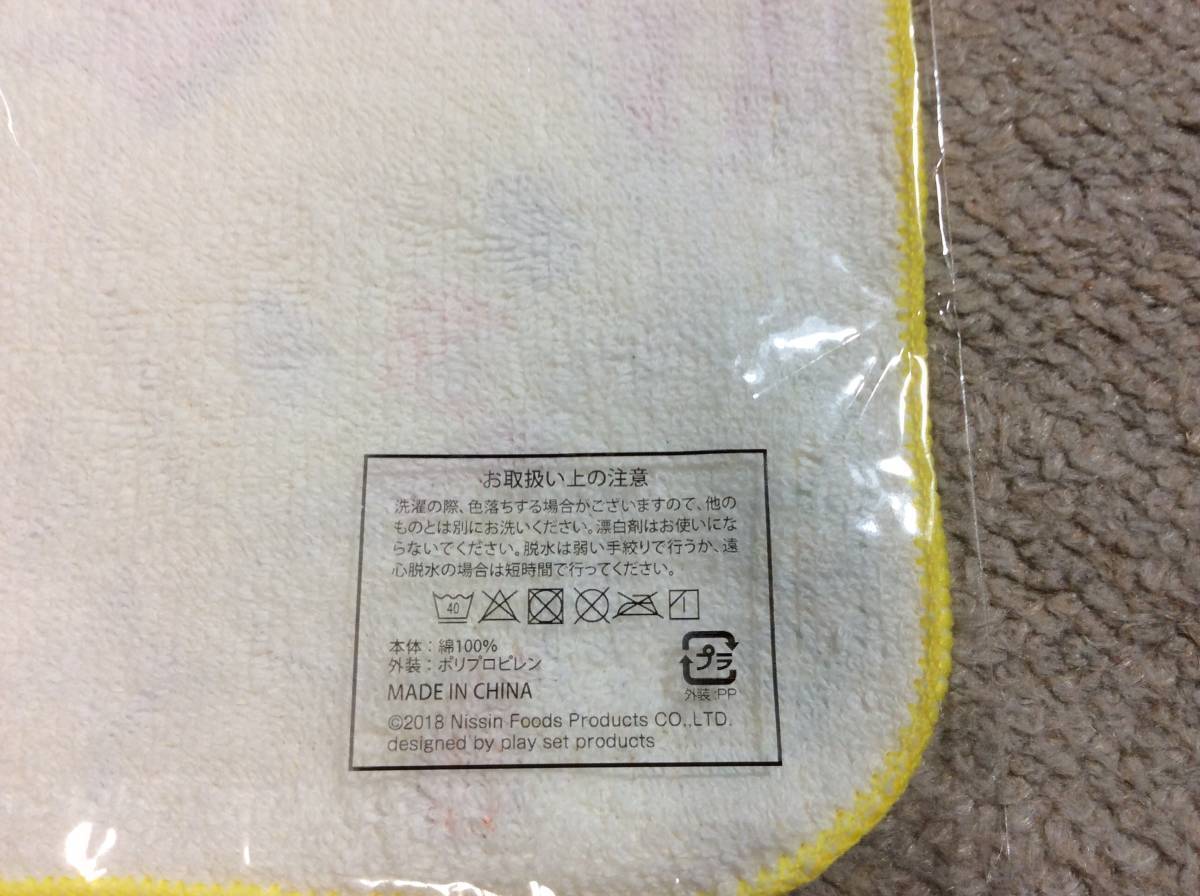 お取扱い上の注意
洗濯の際、色落ちする場合がございますので、他の
ものとは別にお洗いください。漂白剤はお使いにな
らないでください。脱水は弱い手絞りで行うか、遠
心脱水の場合は短時間で行ってください。
40
本体：綿100%
外装：ポリプロピレン
プラ
外装:PP
MADE IN CHINA
©2018 Nissin Foods Products CO.,LTD.
designed by play set products